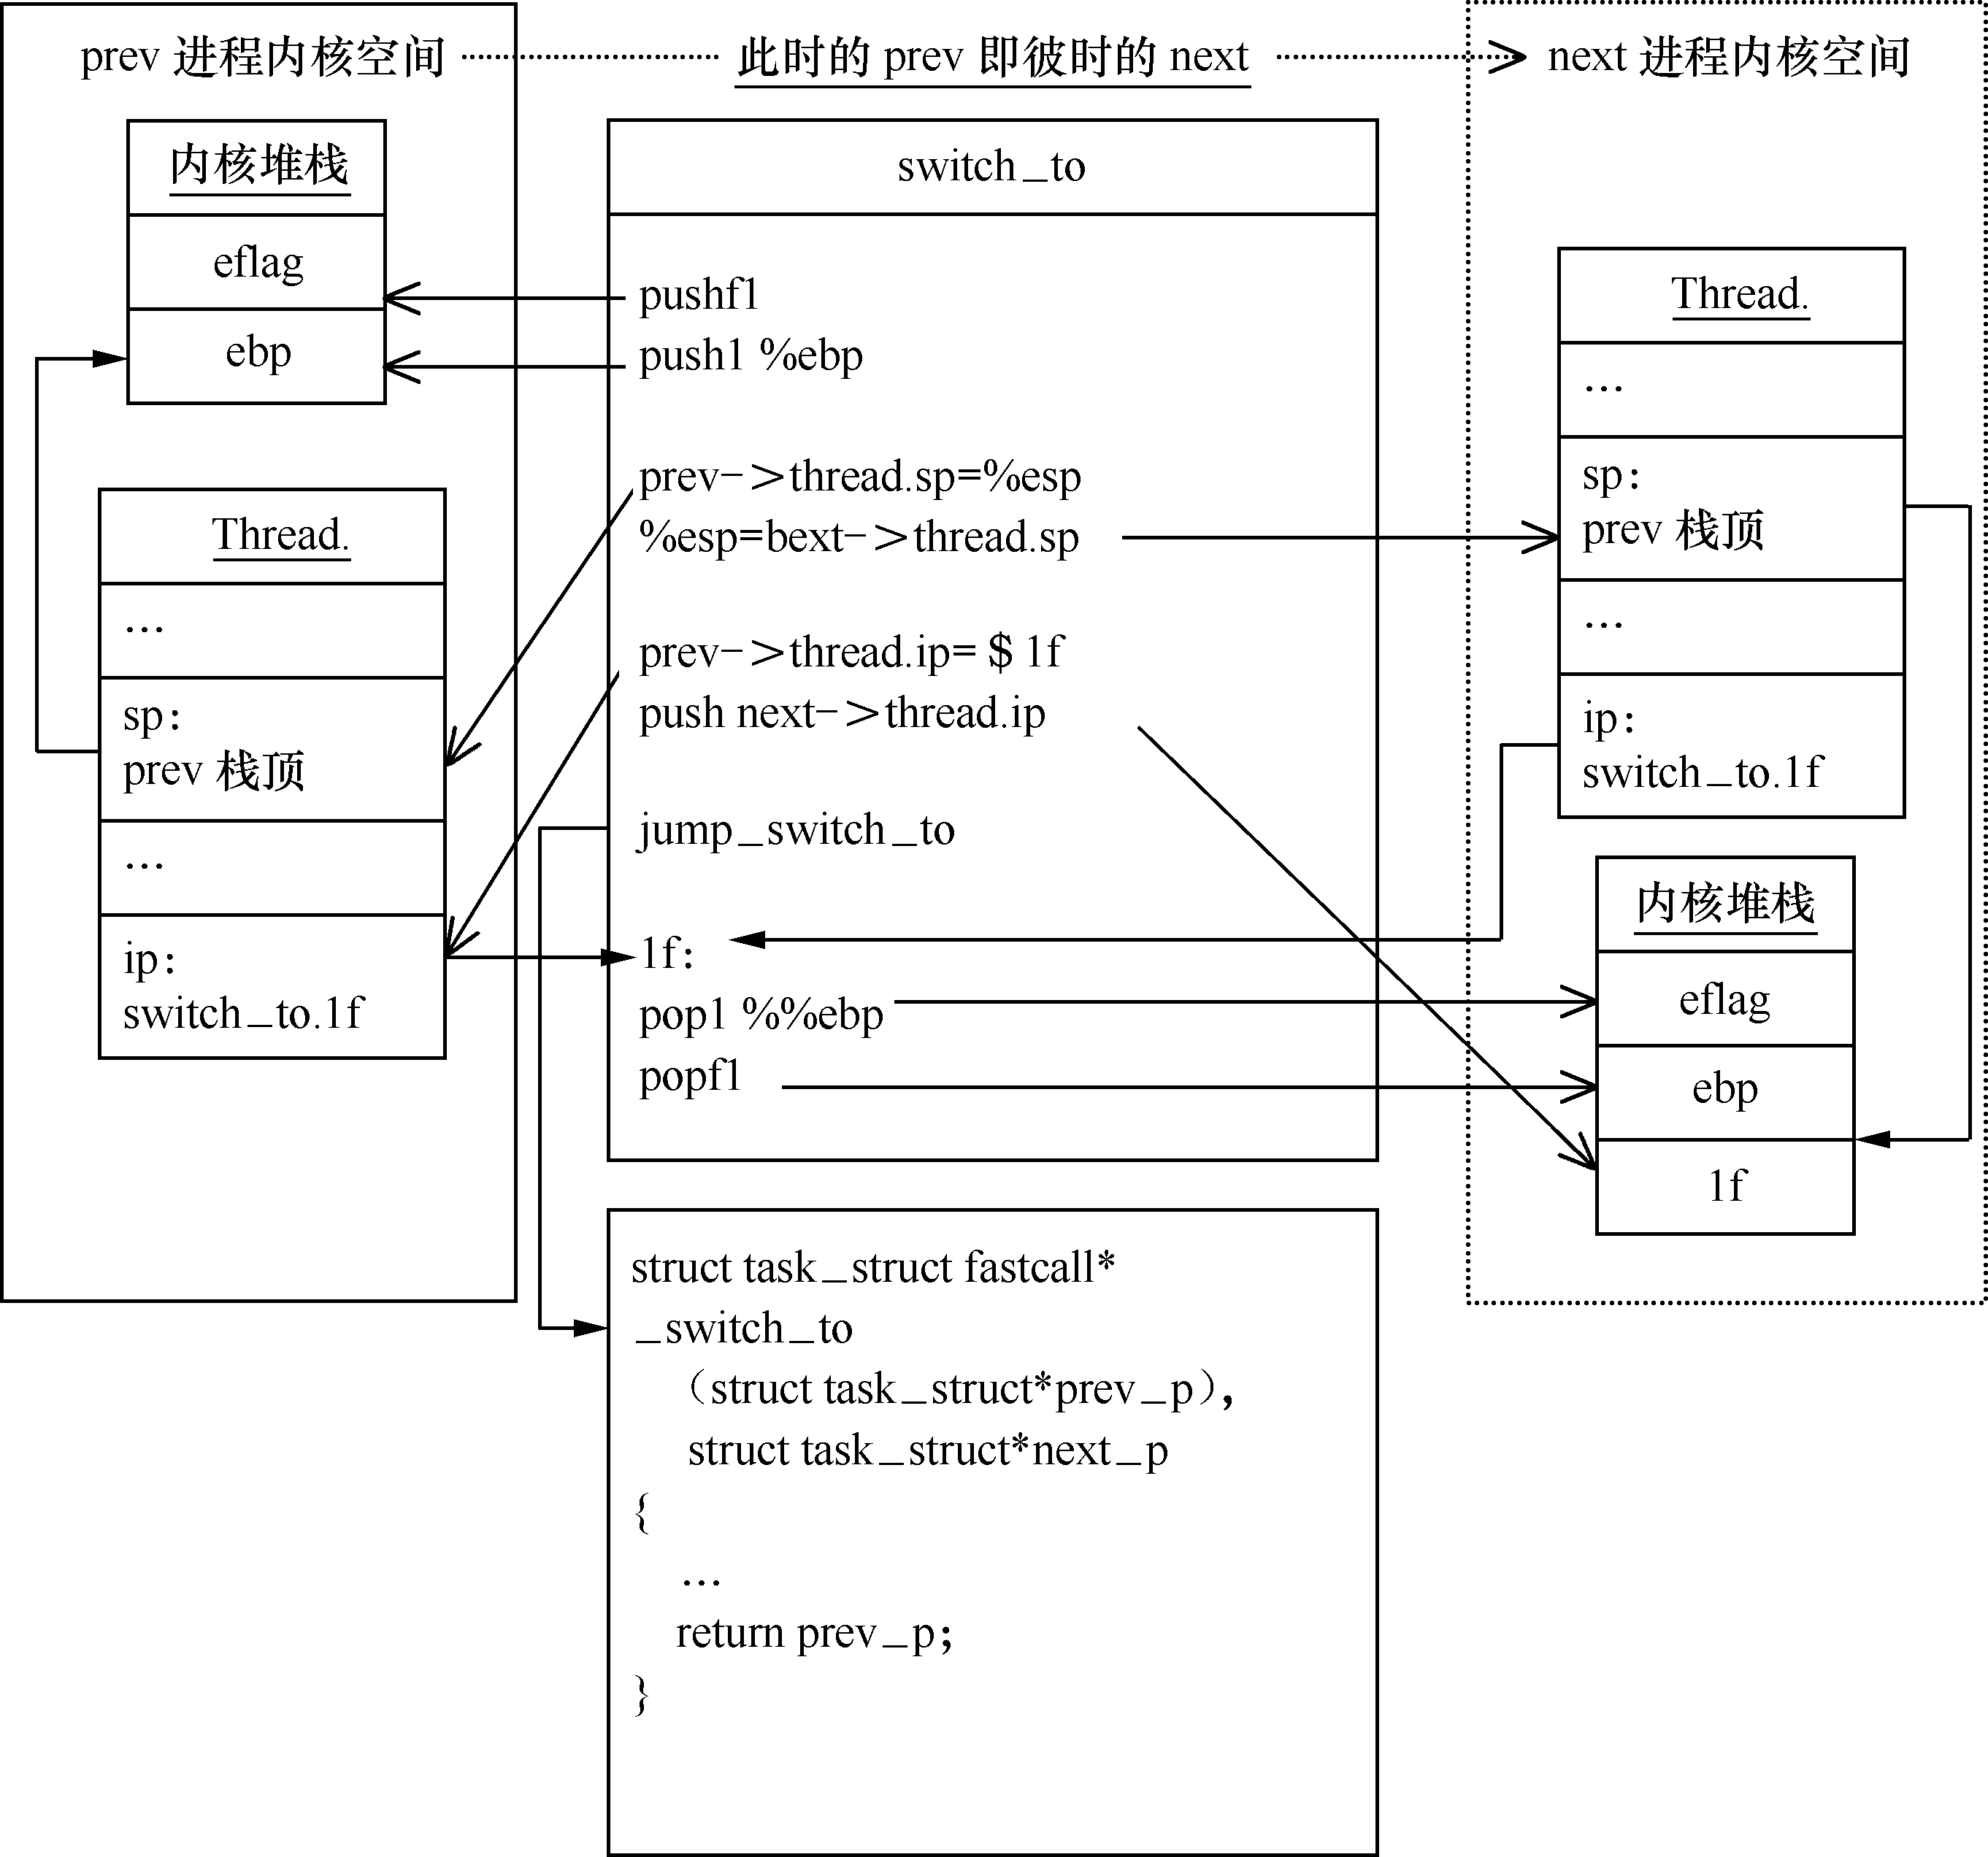 prev 进程内核空间
此时的 prev 即彼时的 next
next 进程内核空间
内核堆栈
eflag
ebp
Thread.
...
sp:
prev 栈顶
...
ip:
switch_to.1f
switch_to
pushf1
push1 %ebp
prev->thread.sp=%esp
%esp=bext->thread.sp
prev->thread.ip=$1f
push next->thread.ip
jump_switch_to
1f:
pop1 %%ebp
popf1
struct task_struct fastcall*
_switch_to
(struct task_struct*prev_p),
struct task_struct*next_p
{
...
return prev_p;
}
Thread.
...
sp:
prev 栈顶
...
ip:
switch_to.1f
内核堆栈
eflag
ebp
1f